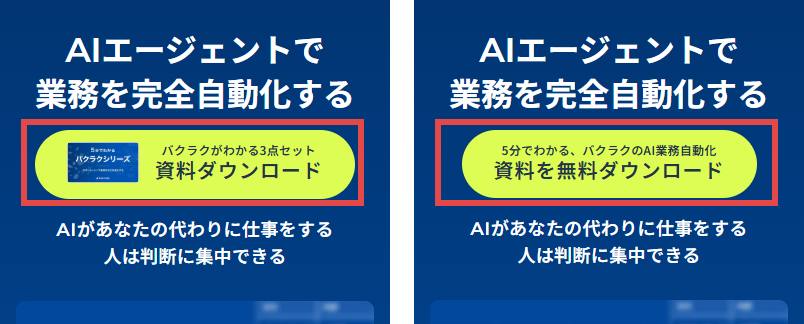 AIエージェントで
業務を完全自動化する
5分でわかる
バクラクシリーズ
バクラクがわかる3点セット
資料ダウンロード
AIがあなたの代わりに仕事をする
人は判断に集中できる
AIエージェントで
業務を完全自動化する
5分でわかる、バクラクのAI業務自動化
資料を無料ダウンロード
AIがあなたの代わりに仕事をする
人は判断に集中できる